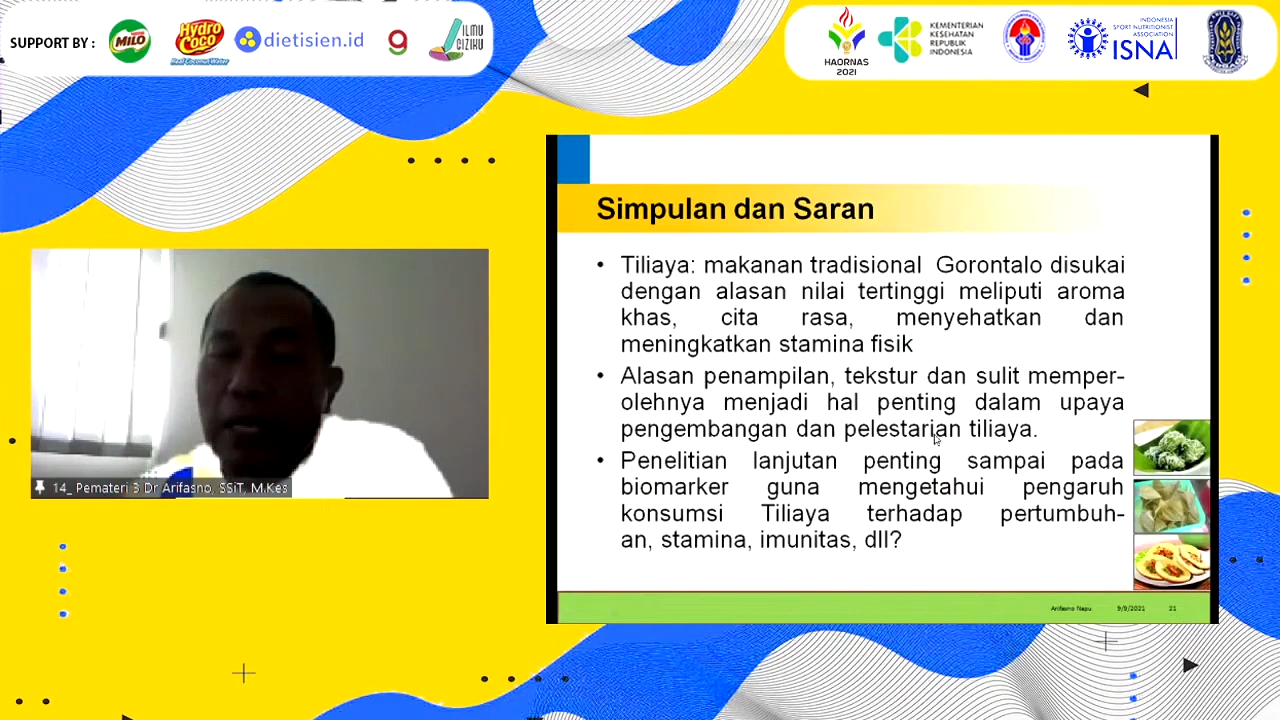 SUPPORT BY :
MILO
Hydro
Coco
Real Coconut Water
dietisien.id
g
ILMU
GIZIKU
HAORNAS
2021
KEMENTERIAN
KESEHATAN
REPUBLIK
INDONESIA
INDONESIA
SPORT NUTRITIONIST
ASSOCIATION
ISNA
Simpulan dan Saran
• Tiliaya: makanan tradisional Gorontalo disukai
dengan alasan nilai tertinggi meliputi aroma
khas, cita rasa, menyehatkan dan
meningkatkan stamina fisik
• Alasan penampilan, tekstur dan sulit memper-
olehnya menjadi hal penting dalam upaya
pengembangan dan pelestarian tiliaya.
• Penelitian lanjutan penting sampai pada
biomarker guna mengetahui pengaruh
konsumsi Tiliaya terhadap pertumbuh-
an, stamina, imunitas, dll?
Arifasno Napu 9/9/2021 21
14_ Pemateri 3 Dr Arifasno, SSiT, M.Kes